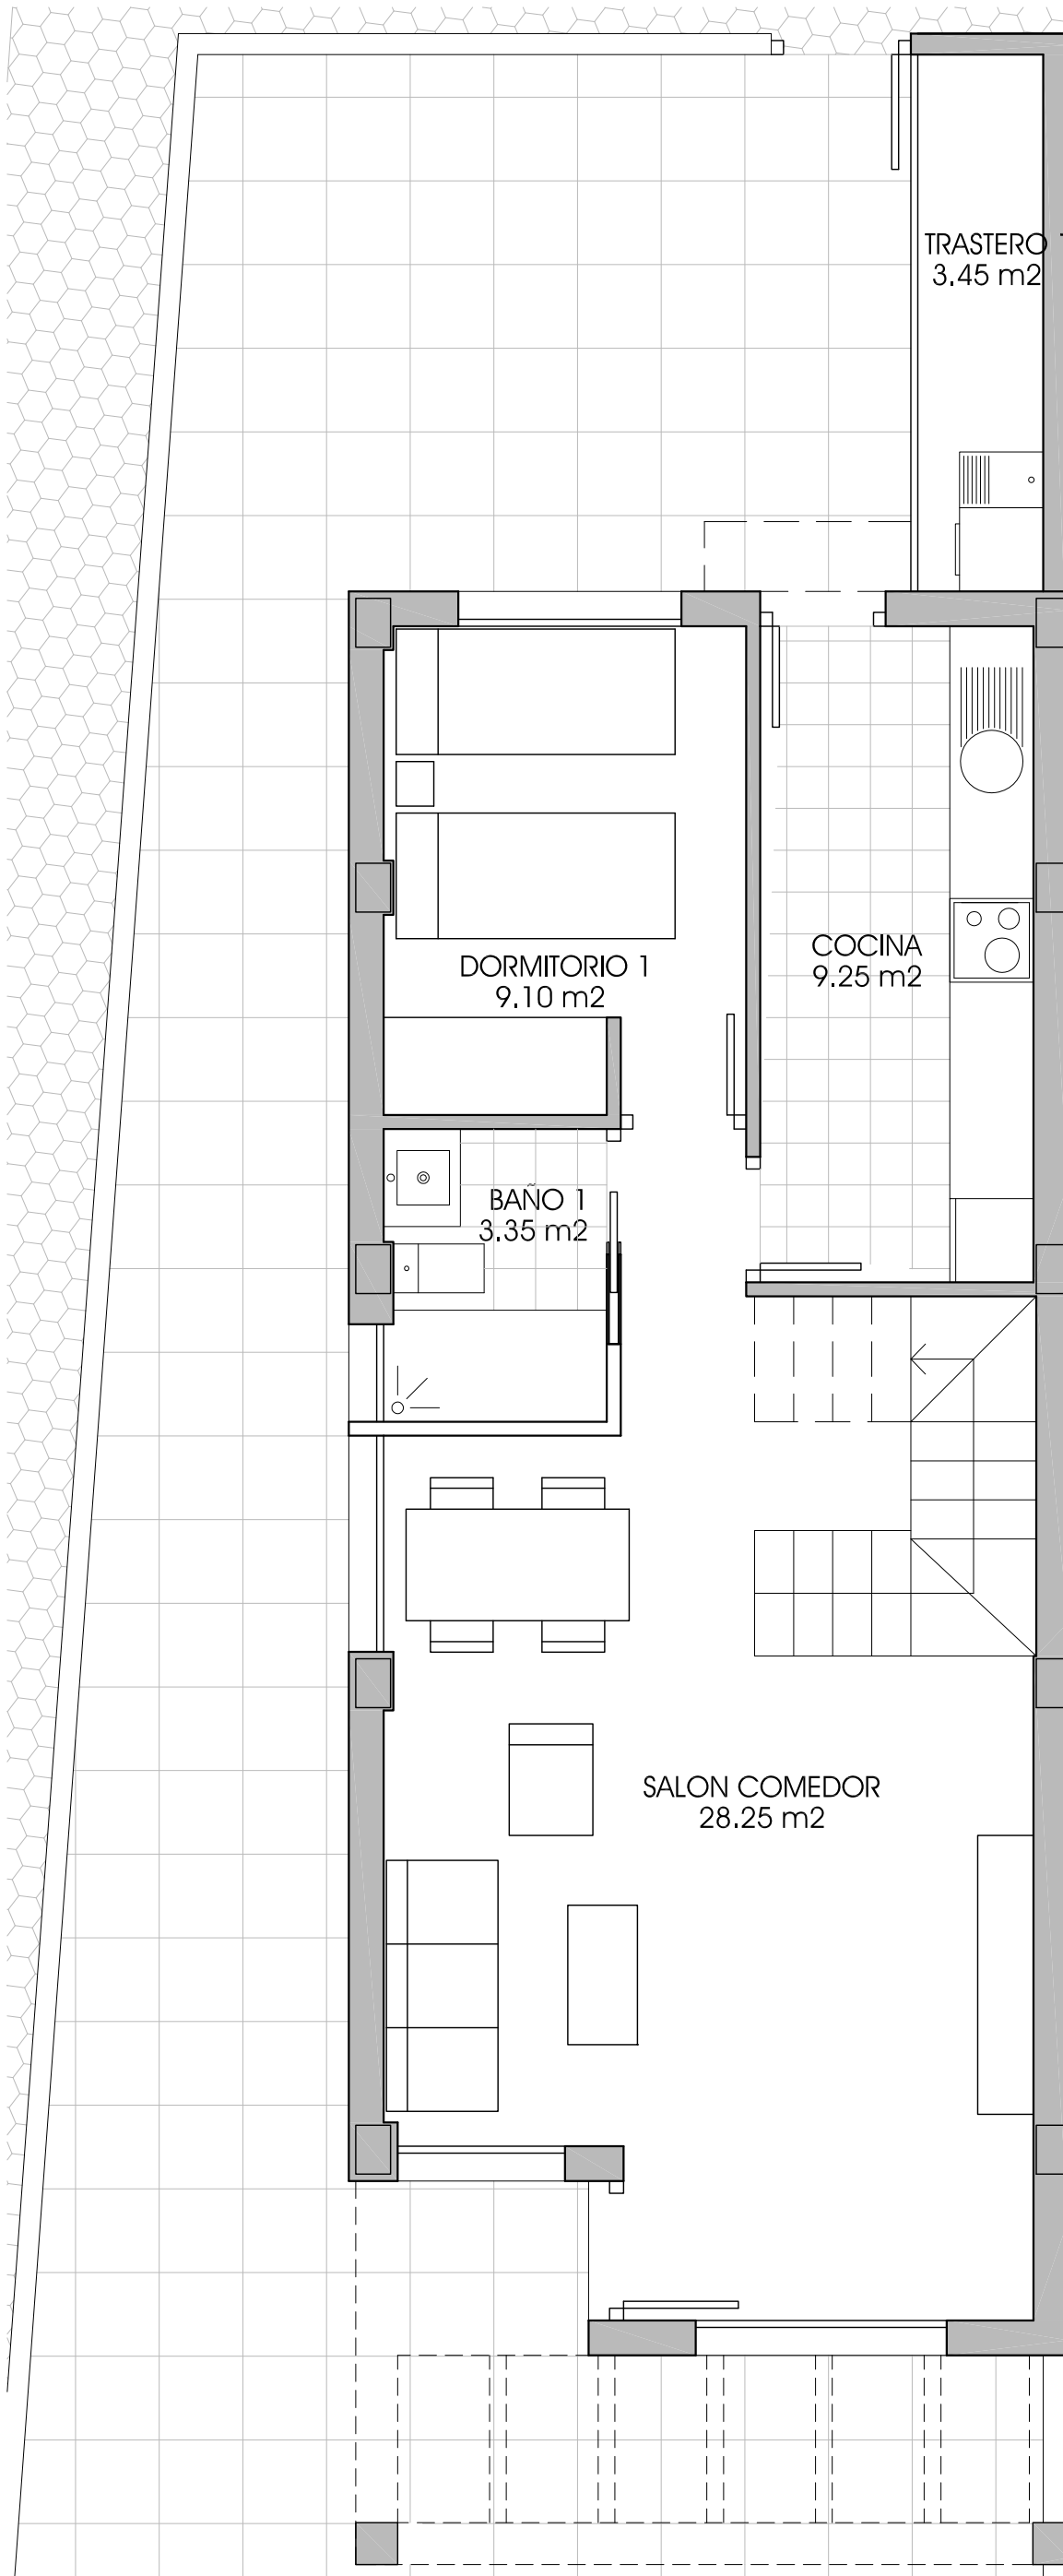 TRASTERO 1
3.45 m2
DORMITORIO 1
9.10 m2
COCINA
9.25 m2
BAÑO 1
3.35 m2
SALON COMEDOR
28.25 m2